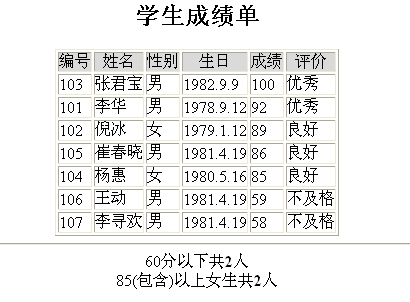 学生成绩单
编号 姓名 性别 生日 成绩 评价
103 张君宝 男 1982.9.9 100 优秀
101 李华 男 1978.9.12 92 优秀
102 倪冰 女 1979.1.12 89 良好
105 崔春晓 男 1981.4.19 86 良好
104 杨惠 女 1980.5.16 85 良好
106 王动 男 1981.4.19 59 不及格
107 李寻欢 男 1981.4.19 58 不及格
60分以下共2人
85(包含)以上女生共2人